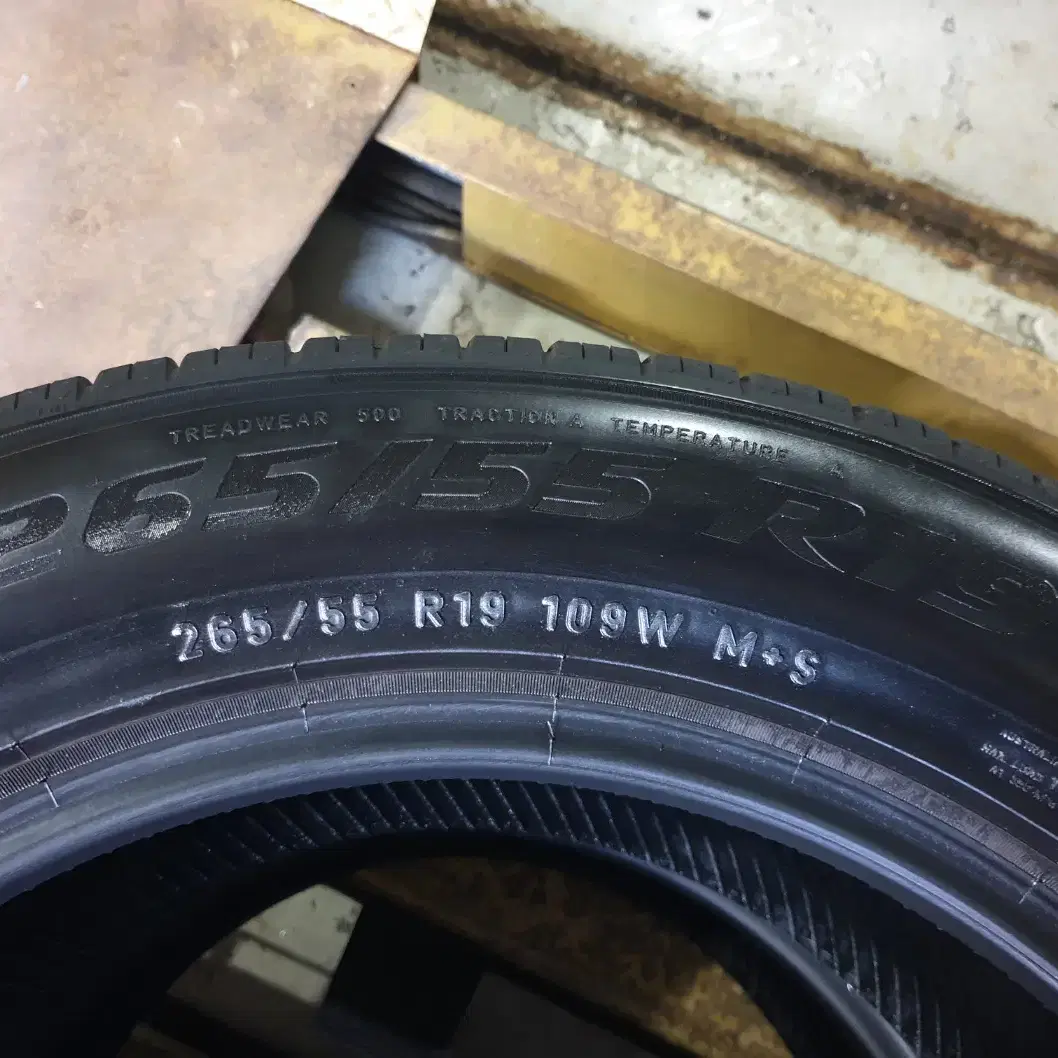 TREADWEAR 500 TRACTION A TEMPERATURE A
265/55 R19
265/55 R19 109W M+S